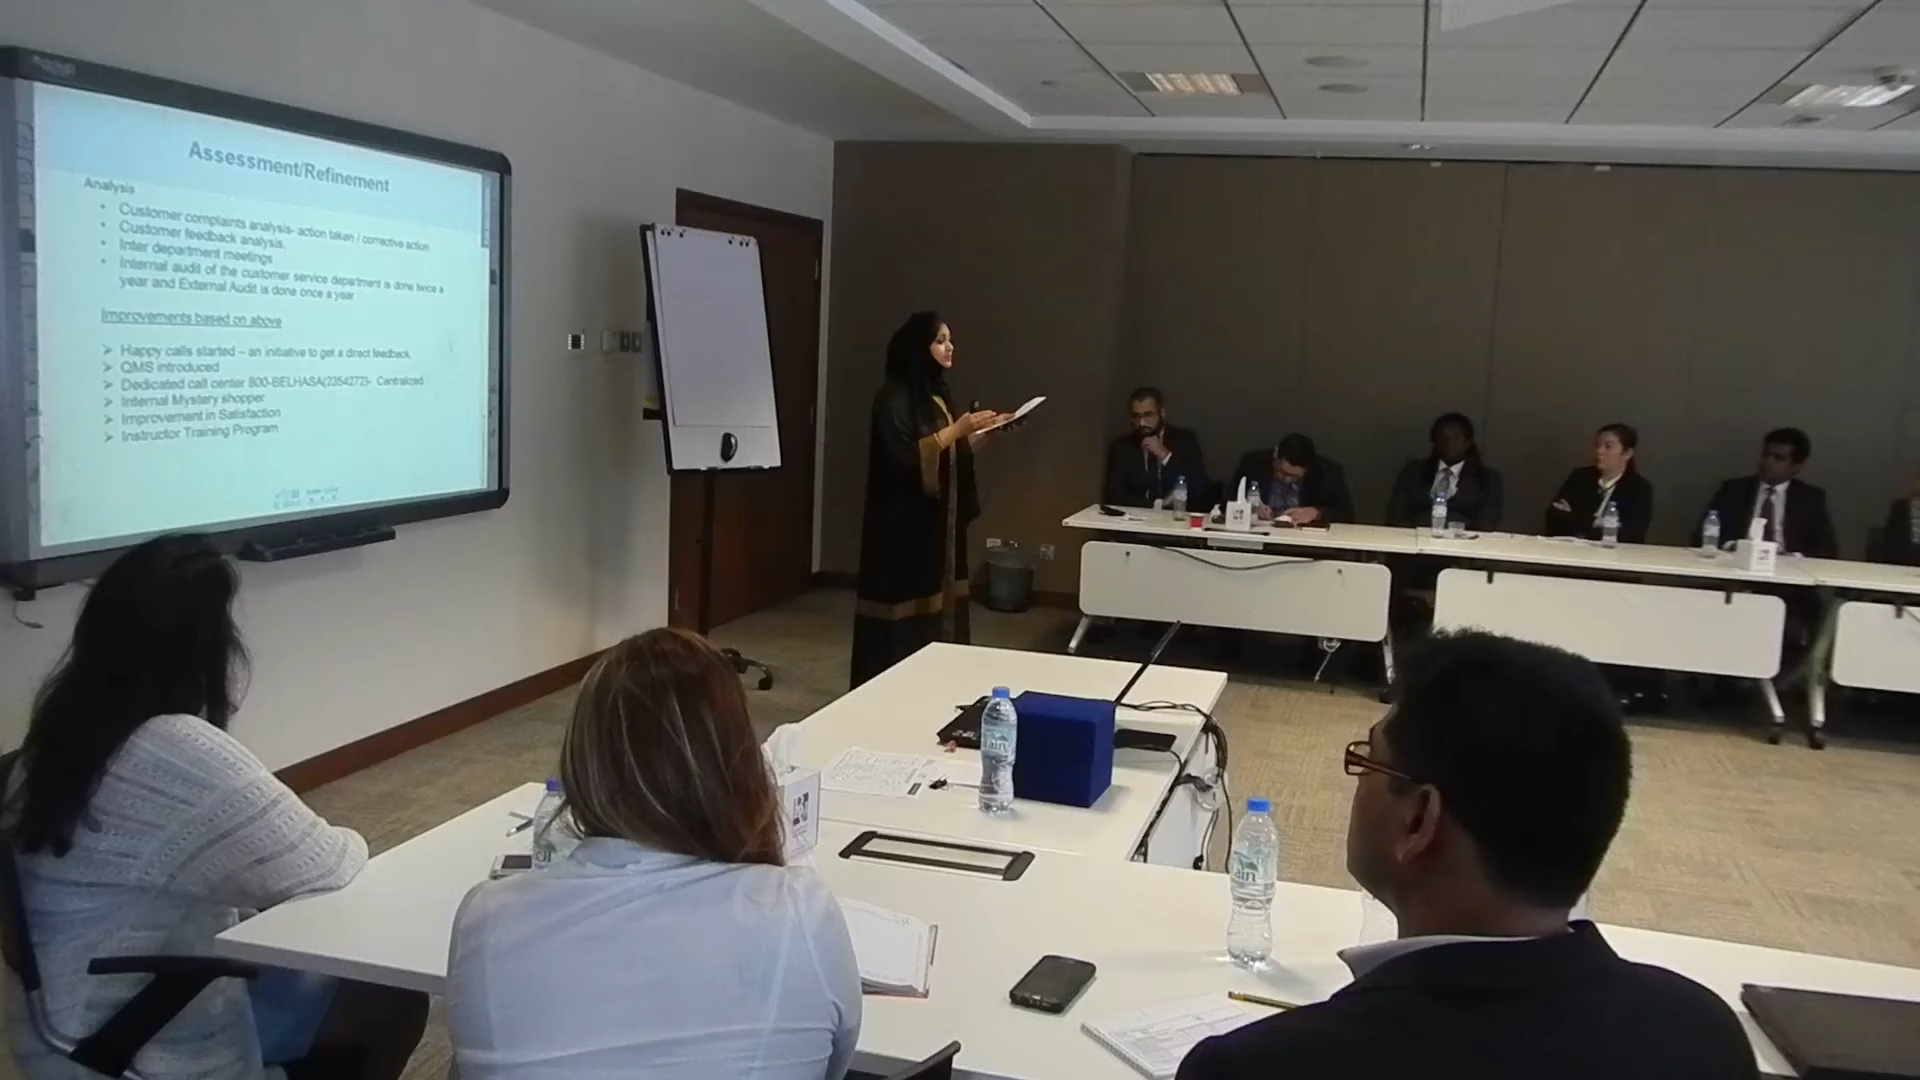 Assessment/Refinement
Analysis
• Customer complaints analysis- action taken / corrective action
• Customer feedback analysis.
• Inter department meetings
• Internal audit of the customer service department is done twice a
year and External Audit is done once a year
Improvements based on above
➢ Happy calls started – an initiative to get a direct feedback
➢ QMS introduced
➢ Dedicated call center 800-BELHASA(2354272)- Centralized
➢ Internal Mystery shopper
➢ Improvement in Satisfaction
➢ Instructor Training Program